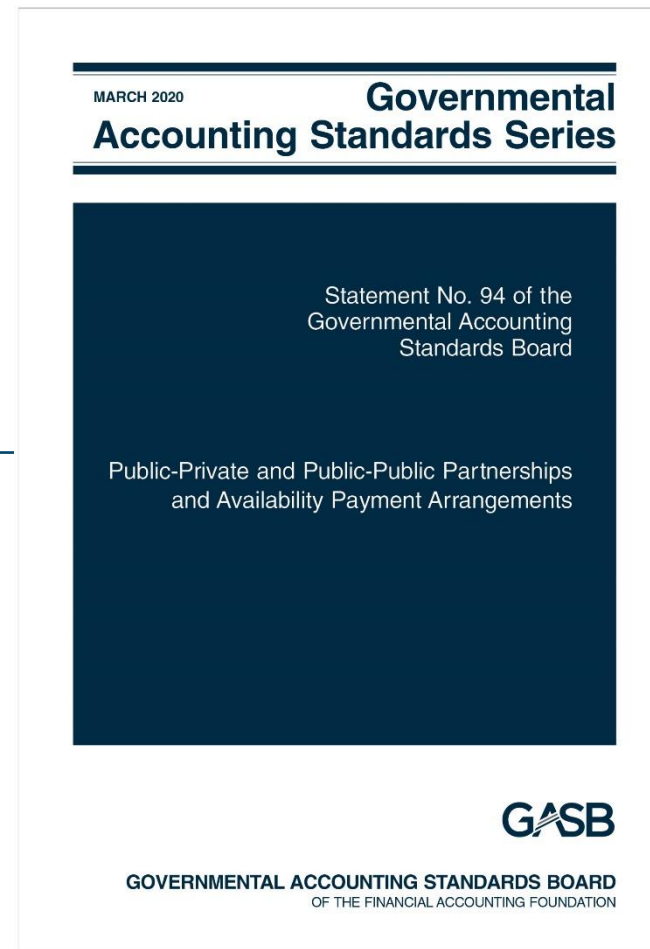 MARCH 2020
Governmental
Accounting Standards Series
Statement No. 94 of the
Governmental Accounting
Standards Board
Public-Private and Public-Public Partnerships
and Availability Payment Arrangements
GASB
GOVERNMENTAL ACCOUNTING STANDARDS BOARD
OF THE FINANCIAL ACCOUNTING FOUNDATION